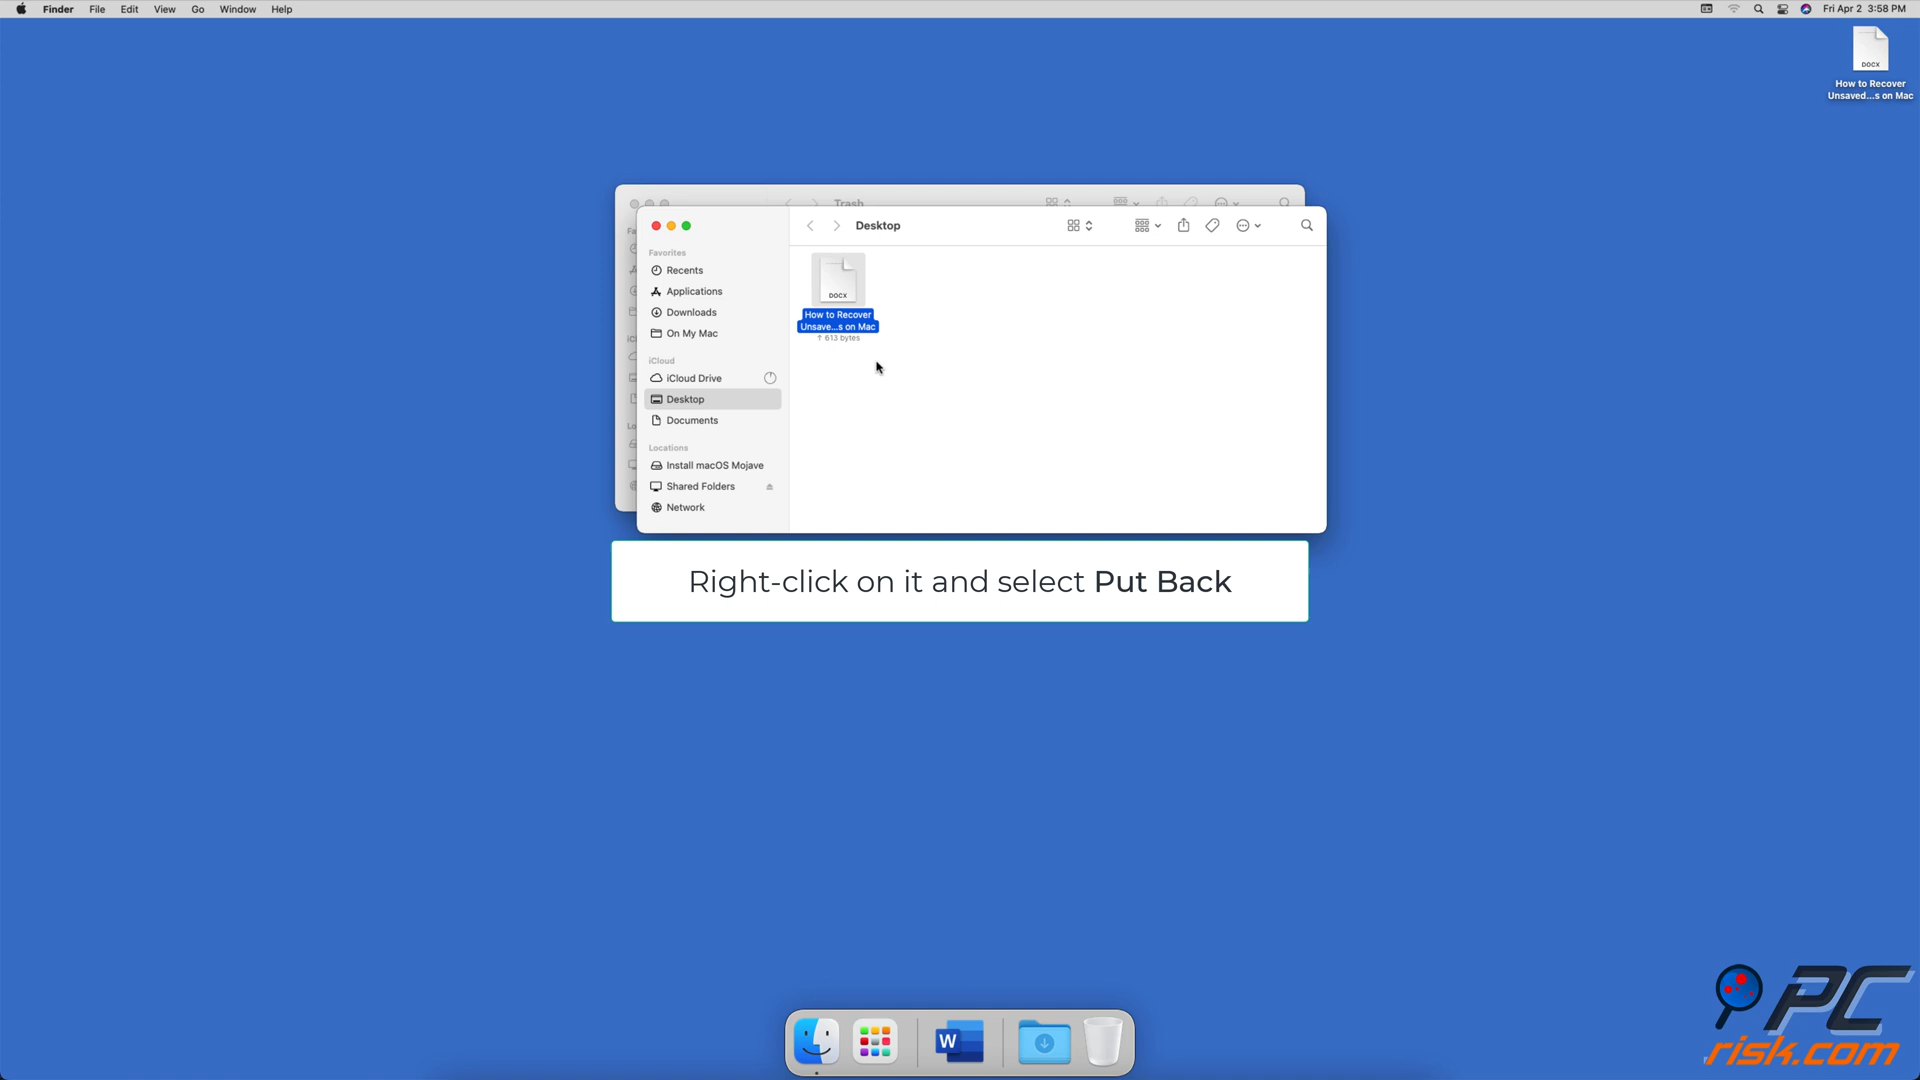 Finder File Edit View Go Window Help
Fri Apr 2 3:58 PM
DOCX
How to Recover
Unsaved...s on Mac
Trash
Desktop
Favorites
Recents
Applications
Downloads
On My Mac
iCloud
iCloud Drive
Desktop
Documents
Locations
Install macOS Mojave
Shared Folders
Network
DOCX
How to Recover
Unsave...s on Mac
613 bytes
Right-click on it and select Put Back
W
PC
risk.com